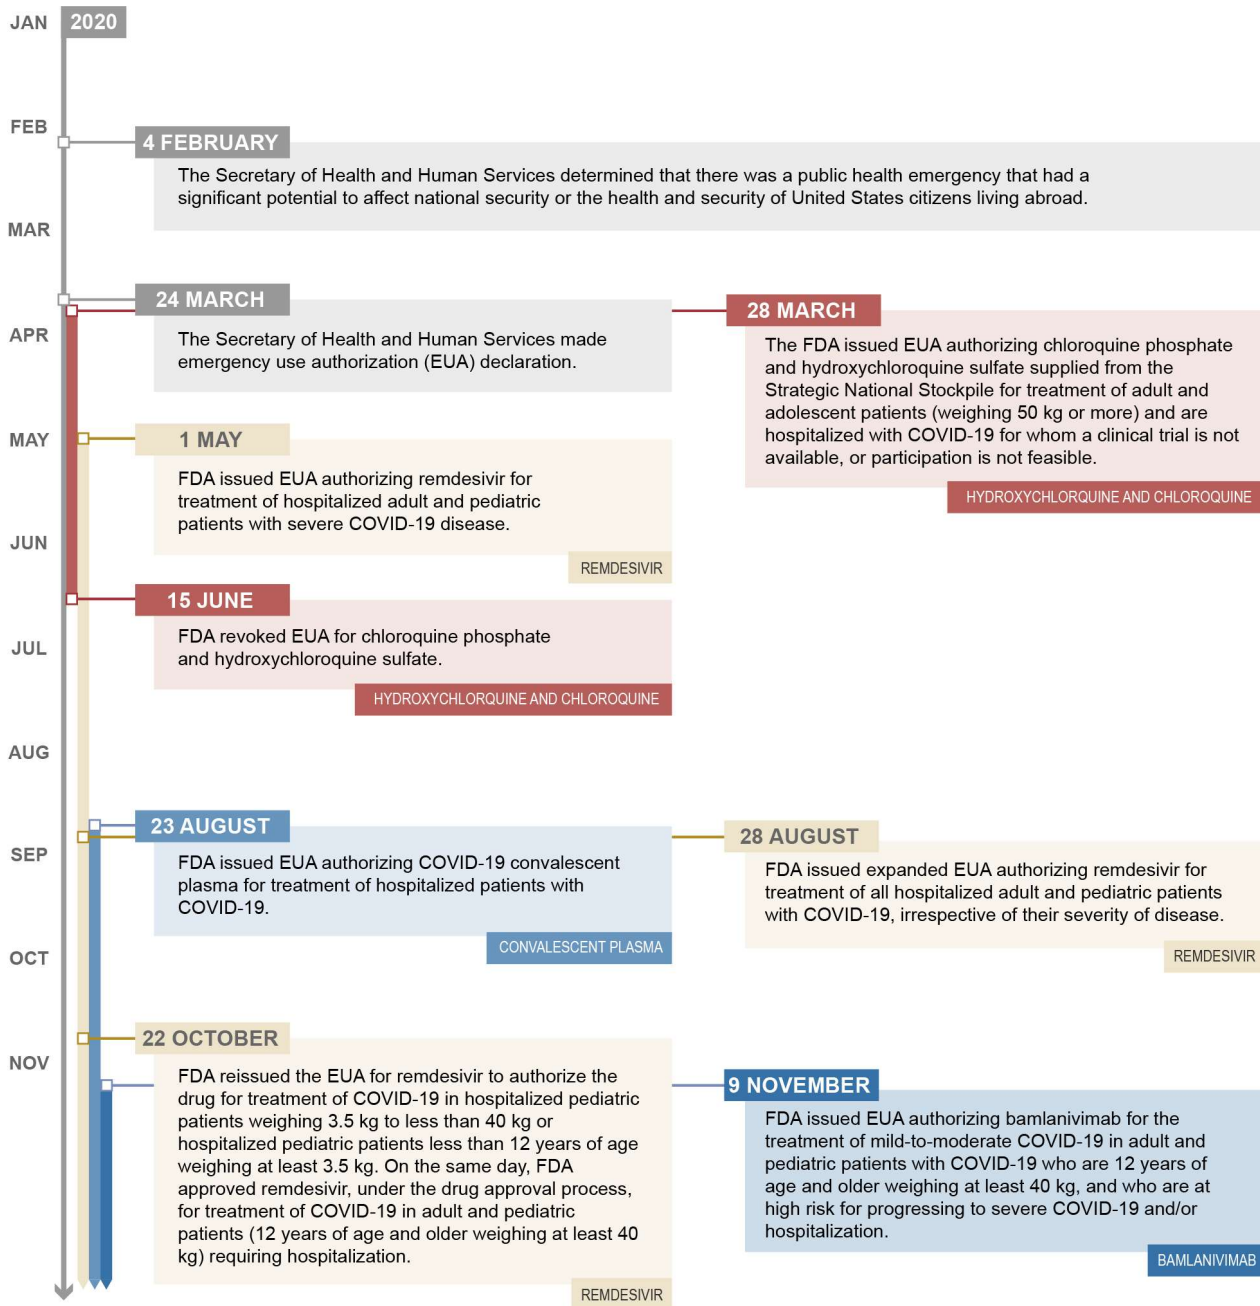 JAN
2020
FEB
4 FEBRUARY
The Secretary of Health and Human Services determined that there was a public health emergency that had a
significant potential to affect national security or the health and security of United States citizens living abroad.
MAR
24 MARCH
The Secretary of Health and Human Services made
emergency use authorization (EUA) declaration.
28 MARCH
The FDA issued EUA authorizing chloroquine phosphate
and hydroxychloroquine sulfate supplied from the
Strategic National Stockpile for treatment of adult and
adolescent patients (weighing 50 kg or more) and are
hospitalized with COVID-19 for whom a clinical trial is not
available, or participation is not feasible.
HYDROXYCHLORQUINE AND CHLOROQUINE
APR
MAY
1 MAY
FDA issued EUA authorizing remdesivir for
treatment of hospitalized adult and pediatric
patients with severe COVID-19 disease.
REMDESIVIR
JUN
15 JUNE
FDA revoked EUA for chloroquine phosphate
and hydroxychloroquine sulfate.
HYDROXYCHLORQUINE AND CHLOROQUINE
JUL
AUG
23 AUGUST
FDA issued EUA authorizing COVID-19 convalescent
plasma for treatment of hospitalized patients with
COVID-19.
CONVALESCENT PLASMA
28 AUGUST
FDA issued expanded EUA authorizing remdesivir for
treatment of all hospitalized adult and pediatric patients
with COVID-19, irrespective of their severity of disease.
REMDESIVIR
SEP
OCT
22 OCTOBER
FDA reissued the EUA for remdesivir to authorize the
drug for treatment of COVID-19 in hospitalized pediatric
patients weighing 3.5 kg to less than 40 kg or
hospitalized pediatric patients less than 12 years of age
weighing at least 3.5 kg. On the same day, FDA
approved remdesivir, under the drug approval process,
for treatment of COVID-19 in adult and pediatric
patients (12 years of age and older weighing at least 40
kg) requiring hospitalization.
REMDESIVIR
NOV
9 NOVEMBER
FDA issued EUA authorizing bamlanivimab for the
treatment of mild-to-moderate COVID-19 in adult and
pediatric patients with COVID-19 who are 12 years of
age and older weighing at least 40 kg, and who are at
high risk for progressing to severe COVID-19 and/or
hospitalization.
BAMLANIVIMAB